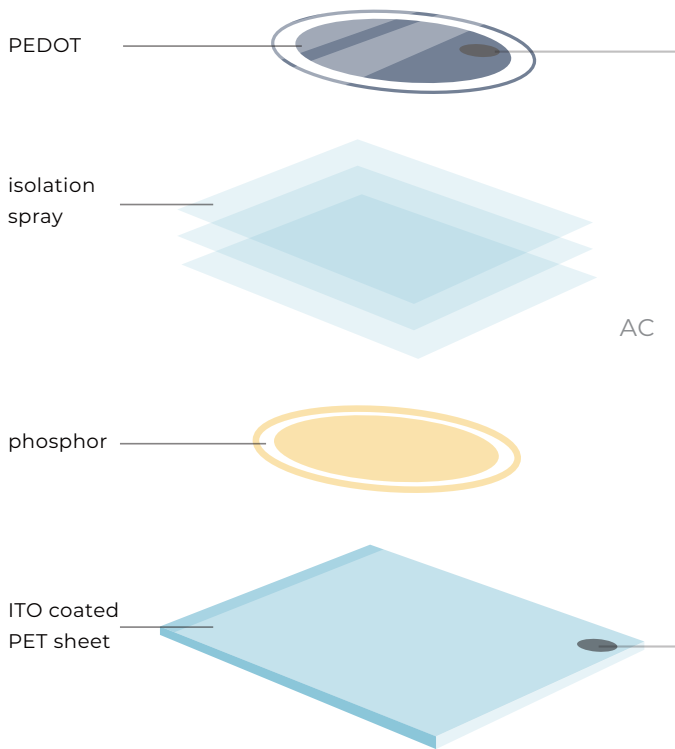 PEDOT
isolation
spray
AC
phosphor
ITO coated
PET sheet